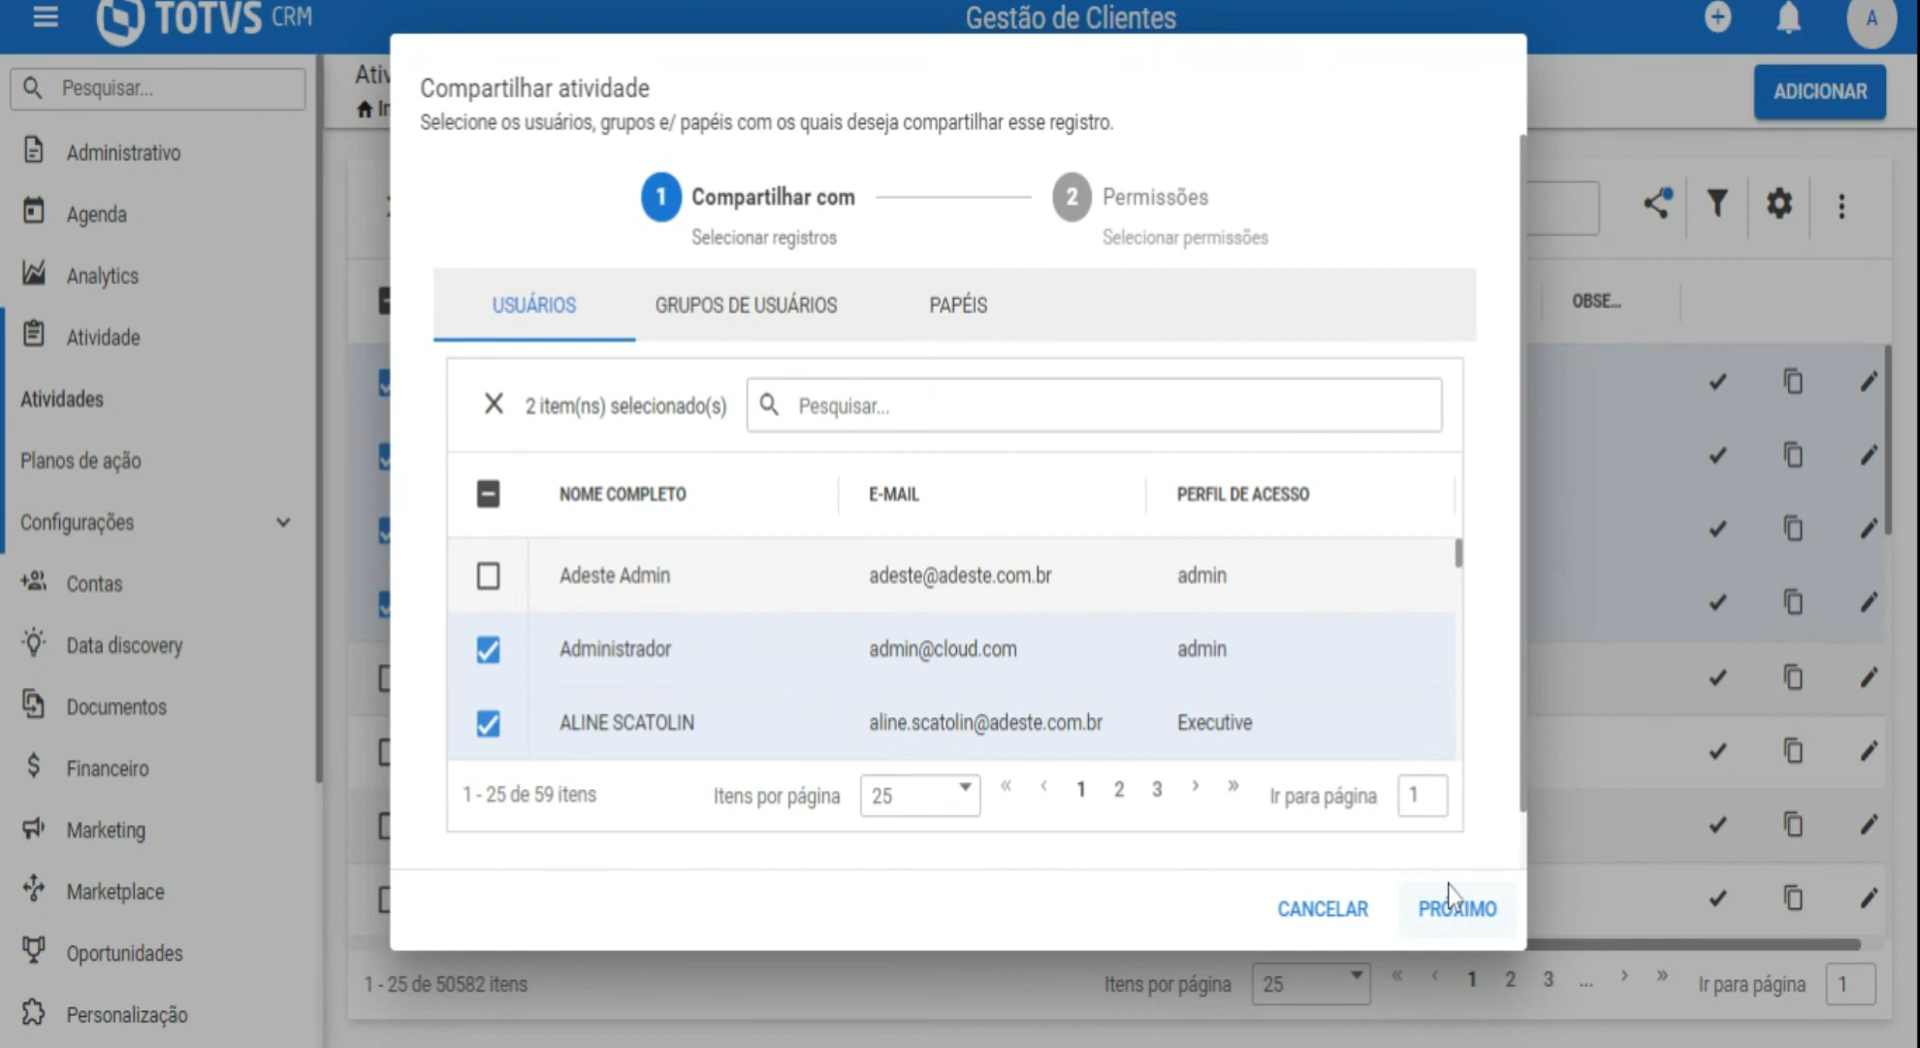 TOTVS CRM
Gestão de Clientes
A
Pesquisar...
Administrativo
Agenda
Analytics
Atividade
Atividades
Planos de ação
Configurações
Contas
Data discovery
Documentos
Financeiro
Marketing
Marketplace
Oportunidades
Personalização
ADICIONAR
OBSE...
Compartilhar atividade
Selecione os usuários, grupos e/ papéis com os quais deseja compartilhar esse registro.
1 Compartilhar com
Selecionar registros
2 Permissões
Selecionar permissões
USUÁRIOS GRUPOS DE USUÁRIOS PAPÉIS
2 item(ns) selecionado(s) Pesquisar...
NOME COMPLETO E-MAIL PERFIL DE ACESSO
Adeste Admin adeste@adeste.com.br admin
Administrador admin@cloud.com admin
ALINE SCATOLIN aline.scatolin@adeste.com.br Executive
1 - 25 de 59 itens Itens por página 25 « ‹ 1 2 3 › » Ir para página 1
CANCELAR PRÓXIMO
1 - 25 de 50582 itens Itens por página 25 « ‹ 1 2 3 ... › » Ir para página 1